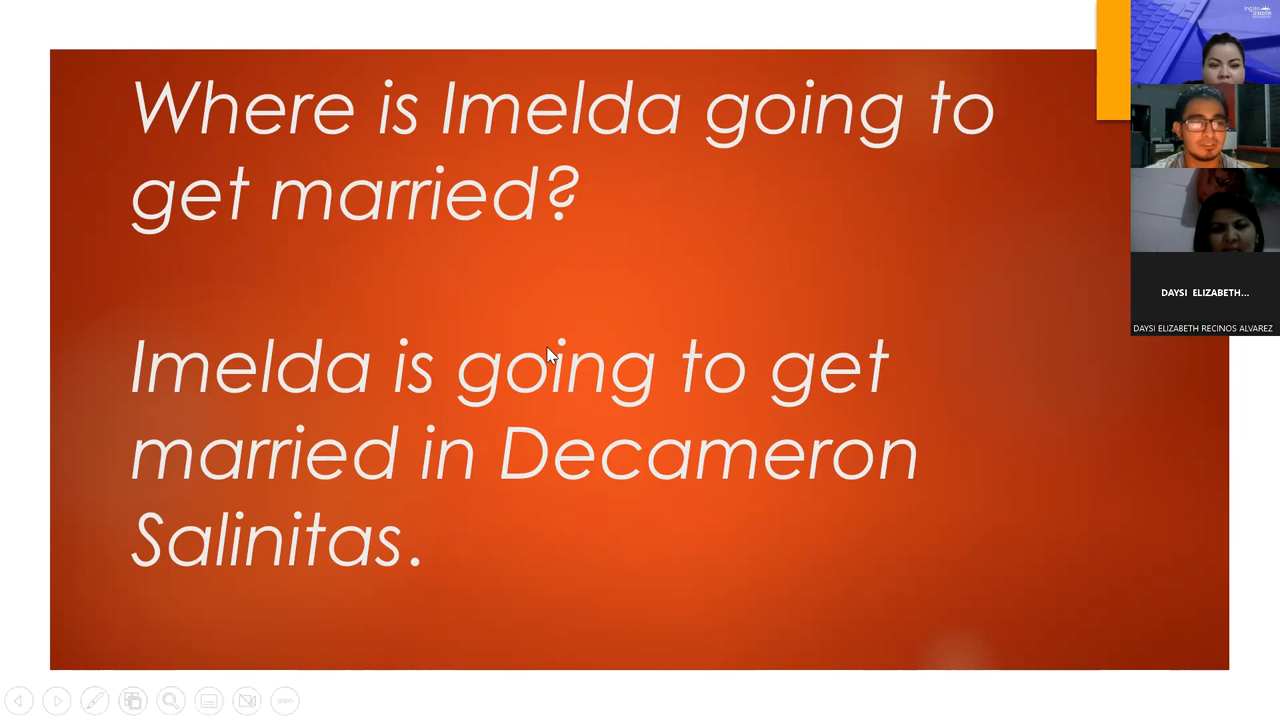 Where is Imelda going to
get married?
Imelda is going to get
married in Decameron
Salinitas.
DAYSI ELIZABETH...
DAYSI ELIZABETH RECINOS ALVAREZ